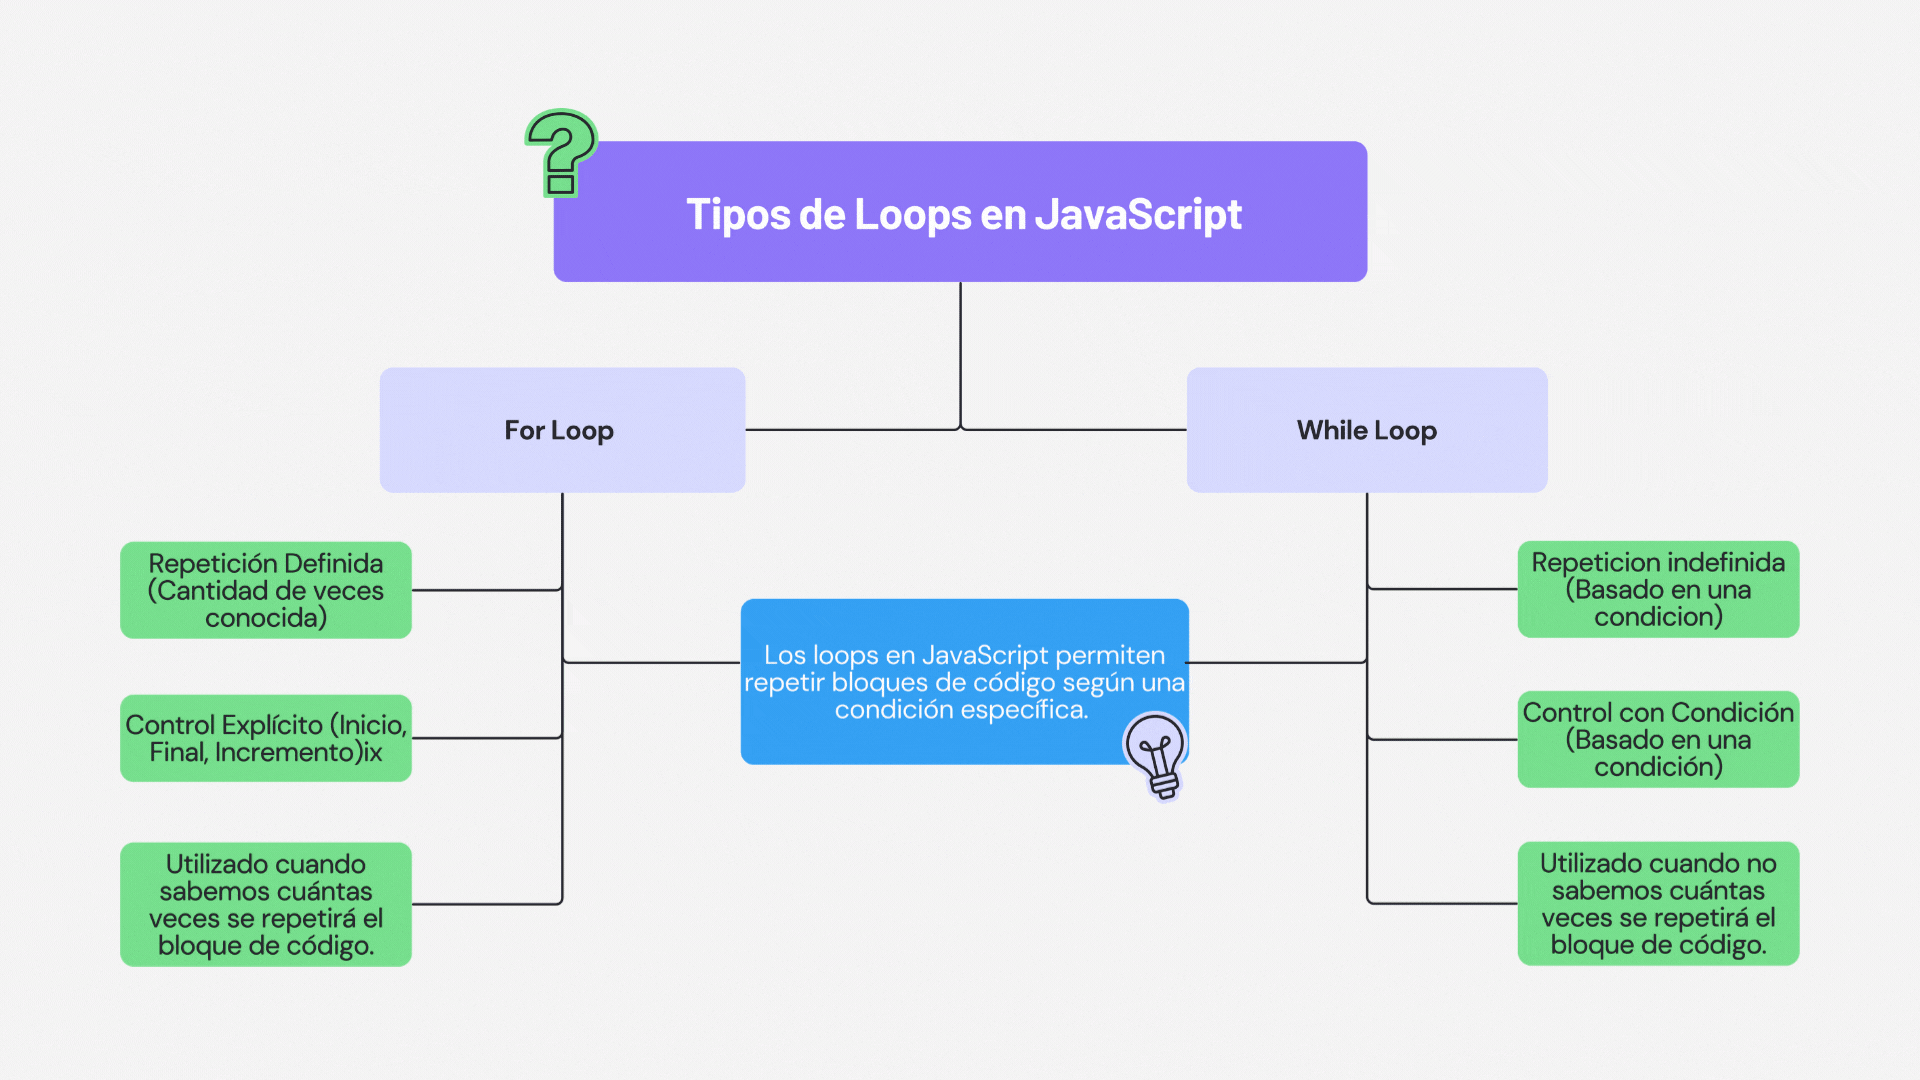 Tipos de Loops en JavaScript
For Loop
While Loop
Repetición Definida
(Cantidad de veces
conocida)
Control Explícito (Inicio,
Final, Incremento)ix
Utilizado cuando
sabemos cuántas
veces se repetirá el
bloque de código.
Los loops en JavaScript permiten
repetir bloques de código según una
condición específica.
Repeticion indefinida
(Basado en una
condicion)
Control con Condición
(Basado en una
condición)
Utilizado cuando no
sabemos cuántas
veces se repetirá el
bloque de código.